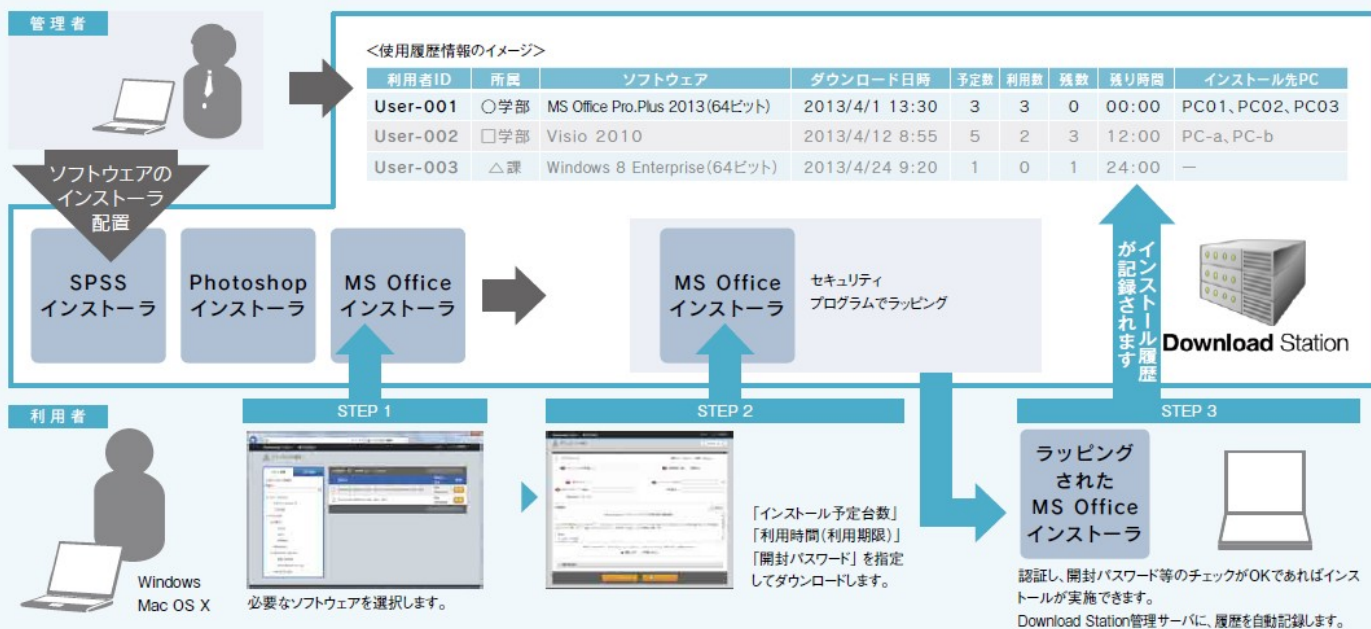 管理者
＜使用履歴情報のイメージ＞
利用者ID 所属 ソフトウェア ダウンロード日時 予定数 利用数 残数 残り時間 インストール先PC
User-001 ○学部 MS Office Pro.Plus 2013(64ビット) 2013/4/1 13:30 3 3 0 00:00 PC01、PC02、PC03
User-002 □学部 Visio 2010 2013/4/12 8:55 5 2 3 12:00 PC-a、PC-b
User-003 △課 Windows 8 Enterprise(64ビット) 2013/4/24 9:20 1 0 1 24:00 ―
ソフトウェアの
インストーラ
配置
SPSS
インストーラ
Photoshop
インストーラ
MS Office
インストーラ
MS Office
インストーラ
セキュリティ
プログラムでラッピング
インストール履歴
が記録されます
Download Station
利用者
Windows
Mac OS X
STEP 1
必要なソフトウェアを選択します。
STEP 2
「インストール予定台数」
「利用時間(利用期限)」
「開封パスワード」を指定
してダウンロードします。
STEP 3
ラッピング
された
MS Office
インストーラ
認証し、開封パスワード等のチェックがOKであればインス
トールが実施できます。
Download Station管理サーバに、履歴を自動記録します。